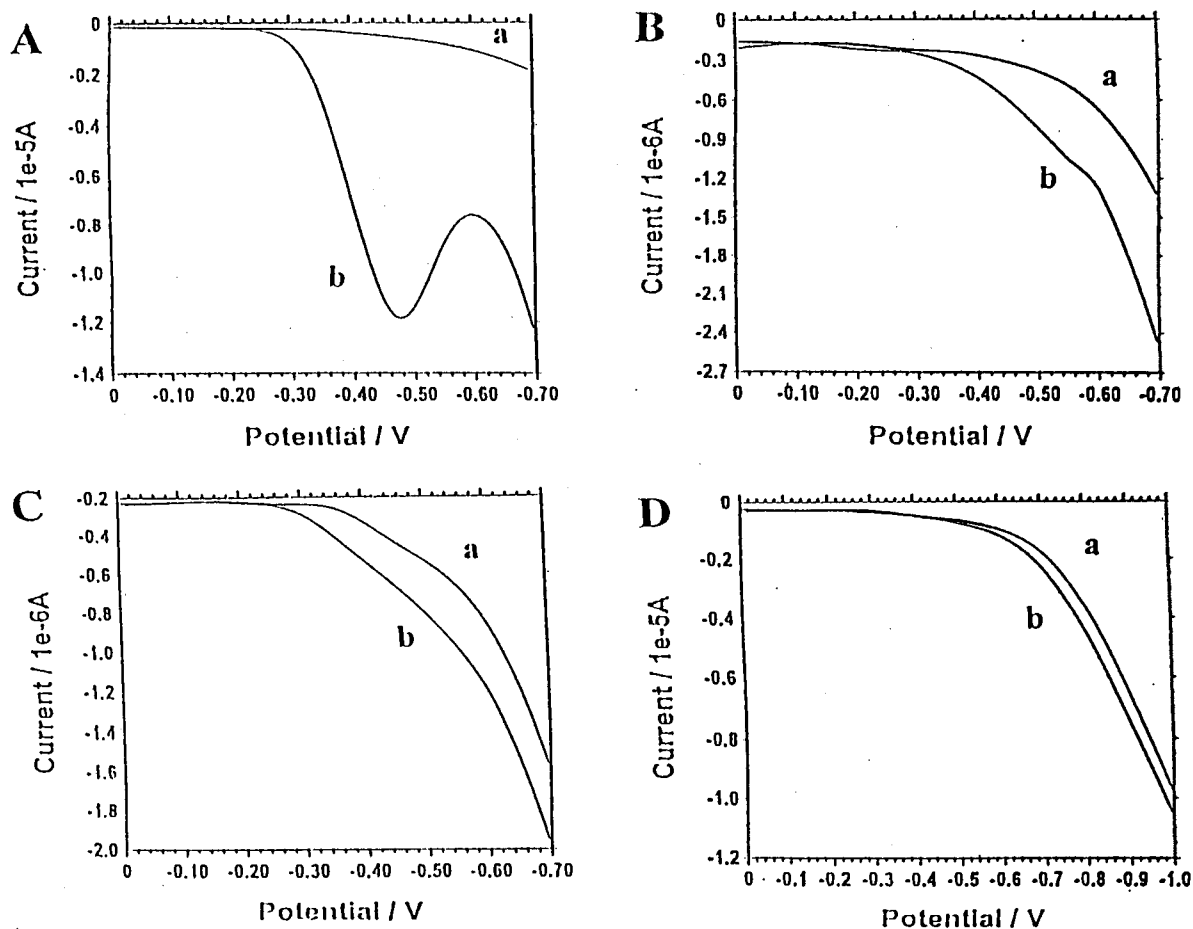 A
0
-0.2
-0.4
-0.6
-0.8
-1.0
-1.2
-1.4
Current / 1e-5A
a
b
0 -0.10 -0.20 -0.30 -0.40 -0.50 -0.60 -0.70
Potential / V
B
0
-0.3
-0.6
-0.9
-1.2
-1.5
-1.8
-2.1
-2.4
-2.7
Current / 1e-6A
a
b
0 -0.10 -0.20 -0.30 -0.40 -0.50 -0.60 -0.70
Potential / V
C
-0.2
-0.4
-0.6
-0.8
-1.0
-1.2
-1.4
-1.6
-1.8
-2.0
Current / 1e-6A
a
b
0 -0.10 -0.20 -0.30 -0.40 -0.50 -0.60 -0.70
Potential / V
D
0
-0.2
-0.4
-0.6
-0.8
-1.0
-1.2
Current / 1e-5A
a
b
0 -0.1 -0.2 -0.3 -0.4 -0.5 -0.6 -0.7 -0.8 -0.9 -1.0
Potential / V